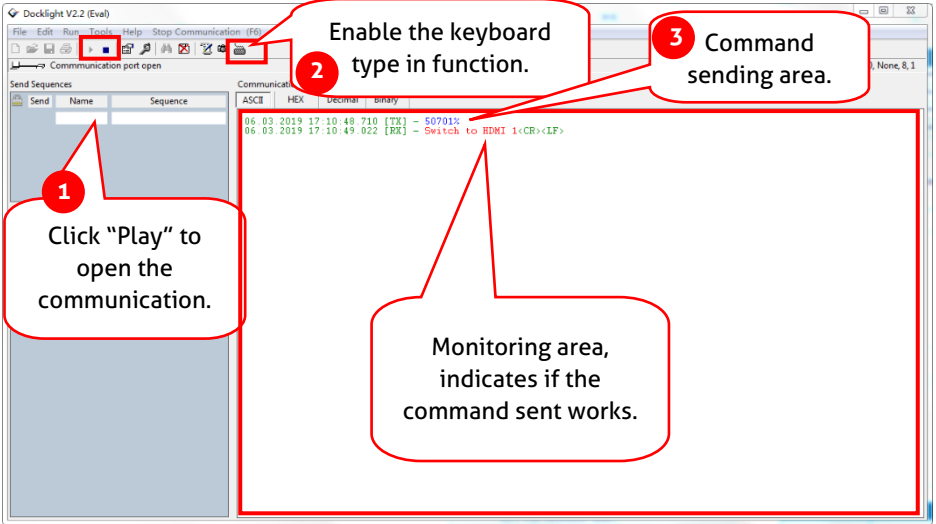 Docklight V2.2 (Eval)
File Edit Run Tools Help Stop Communication (F6)
Commmunication port open
, None, 8, 1
Send Sequences
Send Name Sequence
ASCII HEX Decimal Binary
06.03.2019 17:10:48.710 [TX] - 50701%
06.03.2019 17:10:49.022 [RX] - Switch to HDMI 1<CR><LF>
1
Click “Play” to
open the
communication.
2
Enable the keyboard
type in function.
3
Command
sending area.
Monitoring area,
indicates if the
command sent works.